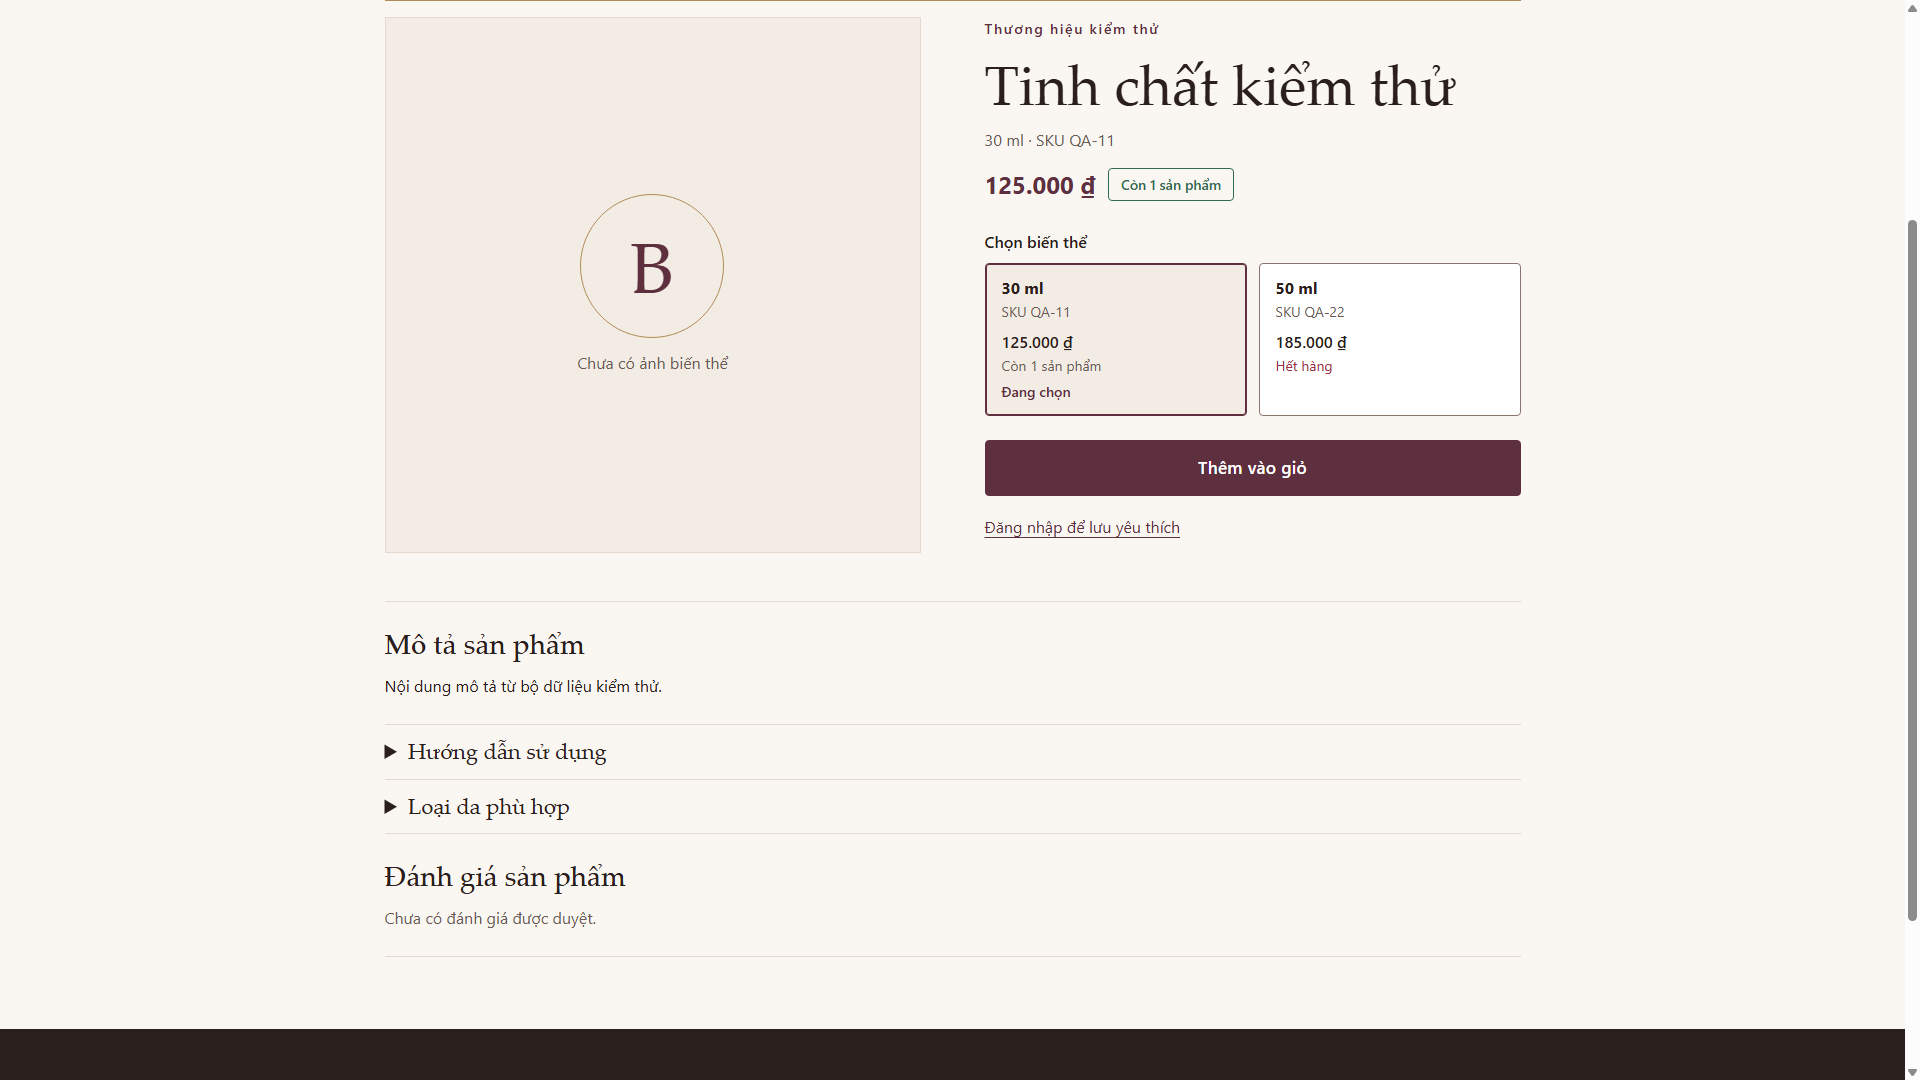 Thương hiệu kiểm thử
Tinh chất kiểm thử
30 ml · SKU QA-11
125.000 ₫
Còn 1 sản phẩm
B
Chưa có ảnh biến thể
Chọn biến thể
30 ml
SKU QA-11
125.000 ₫
Còn 1 sản phẩm
Đang chọn
50 ml
SKU QA-22
185.000 ₫
Hết hàng
Thêm vào giỏ
Đăng nhập để lưu yêu thích
Mô tả sản phẩm
Nội dung mô tả từ bộ dữ liệu kiểm thử.
Hướng dẫn sử dụng
Loại da phù hợp
Đánh giá sản phẩm
Chưa có đánh giá được duyệt.